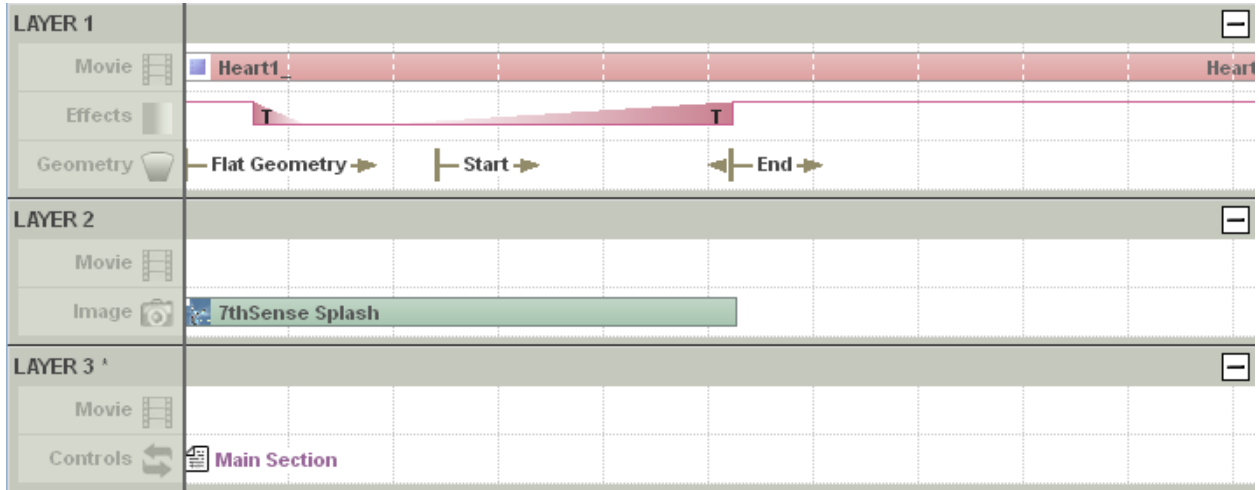 LAYER 1
Movie Heart1_ Heart
Effects T T
Geometry Flat Geometry Start End
LAYER 2
Movie
Image 7thSense Splash
LAYER 3 *
Movie
Controls Main Section